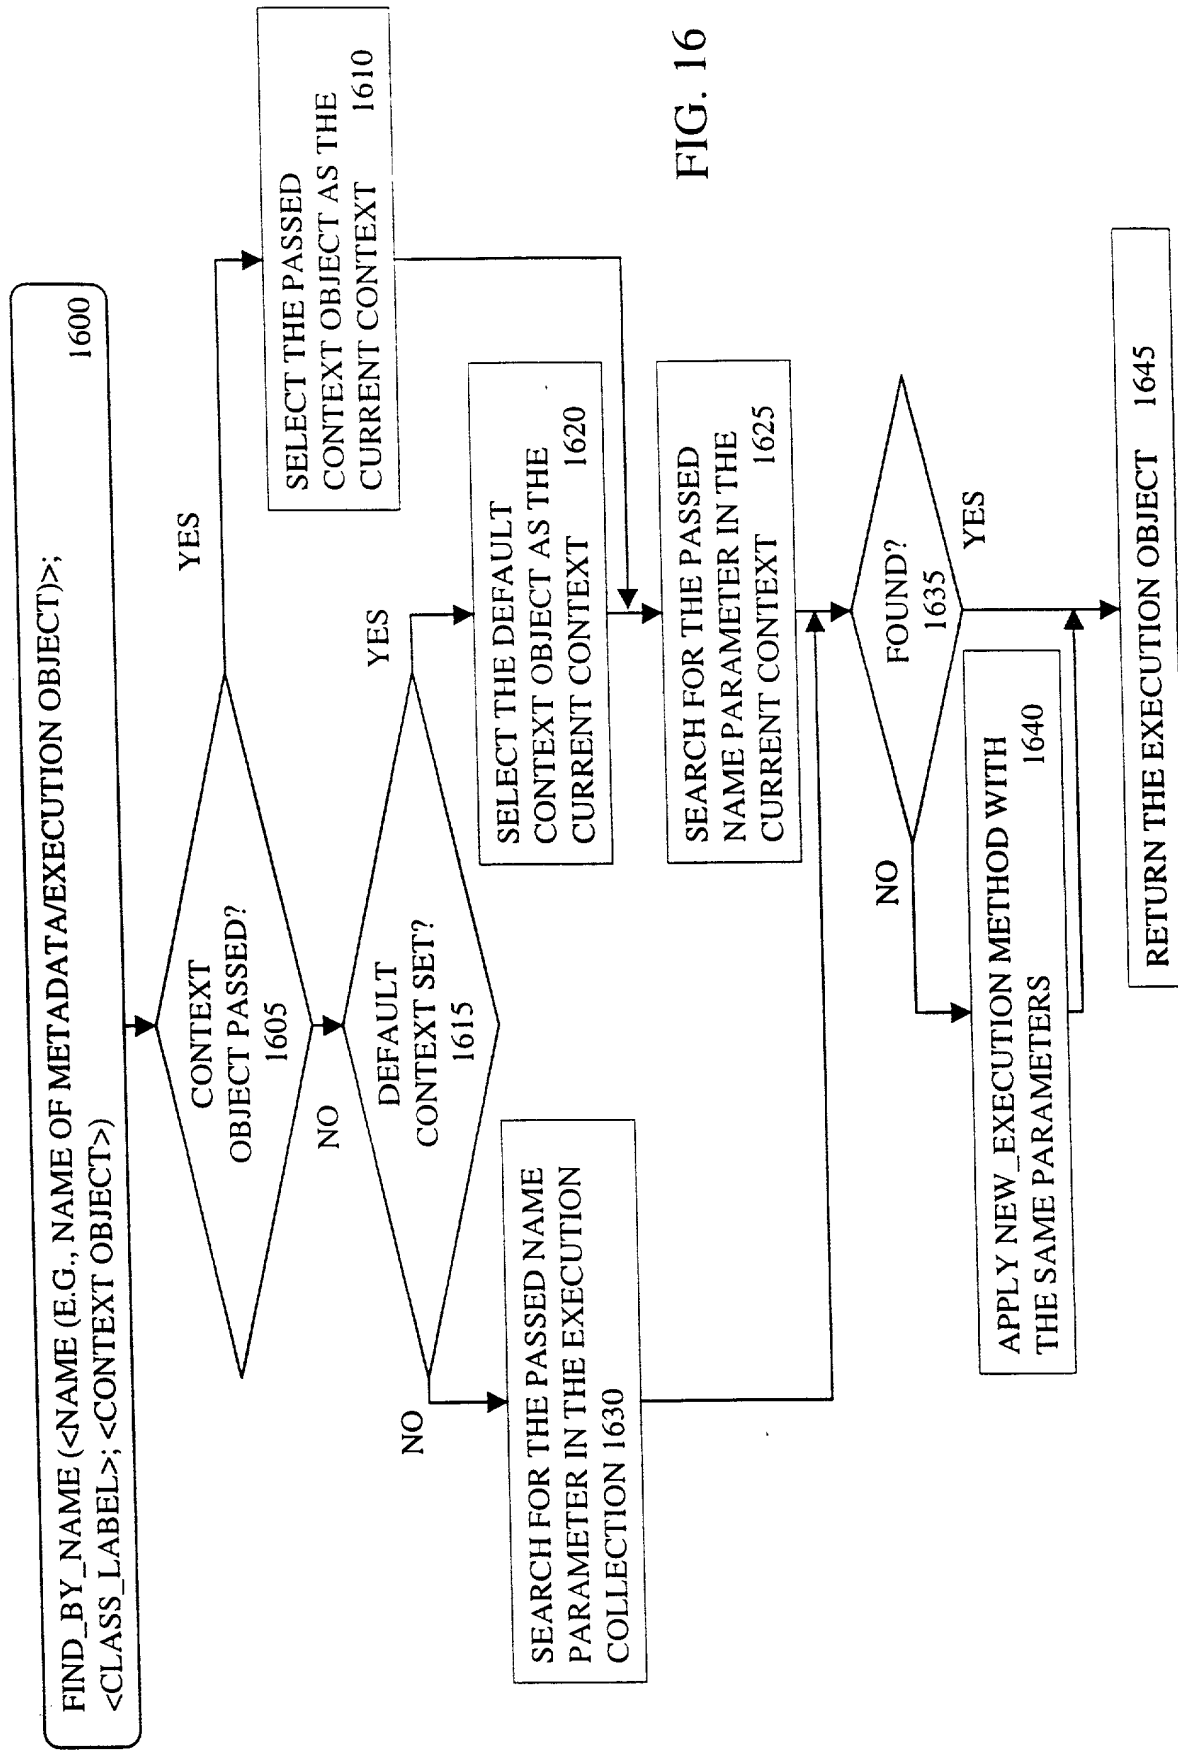 FIND_BY_NAME (<NAME (E.G., NAME OF METADATA/EXECUTION OBJECT)>;
<CLASS_LABEL>; <CONTEXT OBJECT>)
1600
CONTEXT
OBJECT PASSED?
1605
YES
NO
SELECT THE PASSED
CONTEXT OBJECT AS THE
CURRENT CONTEXT 1610
DEFAULT
CONTEXT SET?
1615
YES
NO
SELECT THE DEFAULT
CONTEXT OBJECT AS THE
CURRENT CONTEXT 1620
SEARCH FOR THE PASSED NAME
PARAMETER IN THE EXECUTION
COLLECTION 1630
SEARCH FOR THE PASSED
NAME PARAMETER IN THE
CURRENT CONTEXT 1625
FOUND?
1635
NO
YES
APPLY NEW_EXECUTION METHOD WITH
THE SAME PARAMETERS 1640
RETURN THE EXECUTION OBJECT 1645
FIG. 16